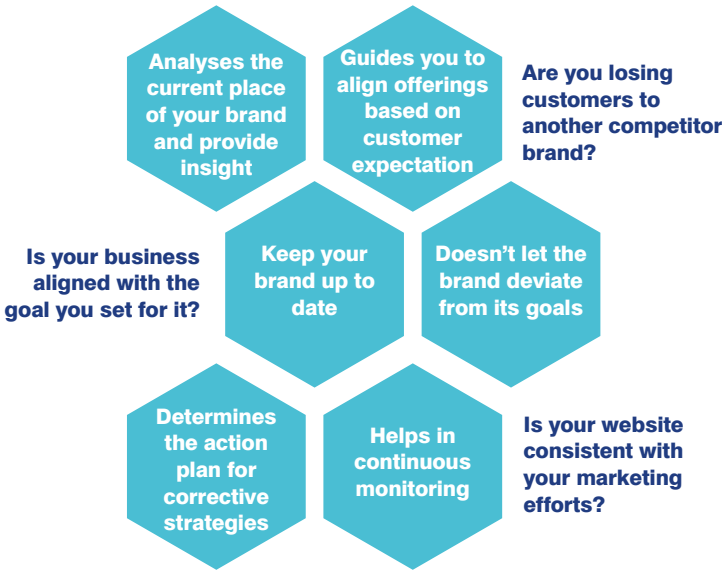 Analyses the
current place
of your brand
and provide
insight
Guides you to
align offerings
based on
customer
expectation
Are you losing
customers to
another competitor
brand?
Is your business
aligned with the
goal you set for it?
Keep your
brand up to
date
Doesn't let the
brand deviate
from its goals
Determines
the action
plan for
corrective
strategies
Helps in
continuous
monitoring
Is your website
consistent with
your marketing
efforts?